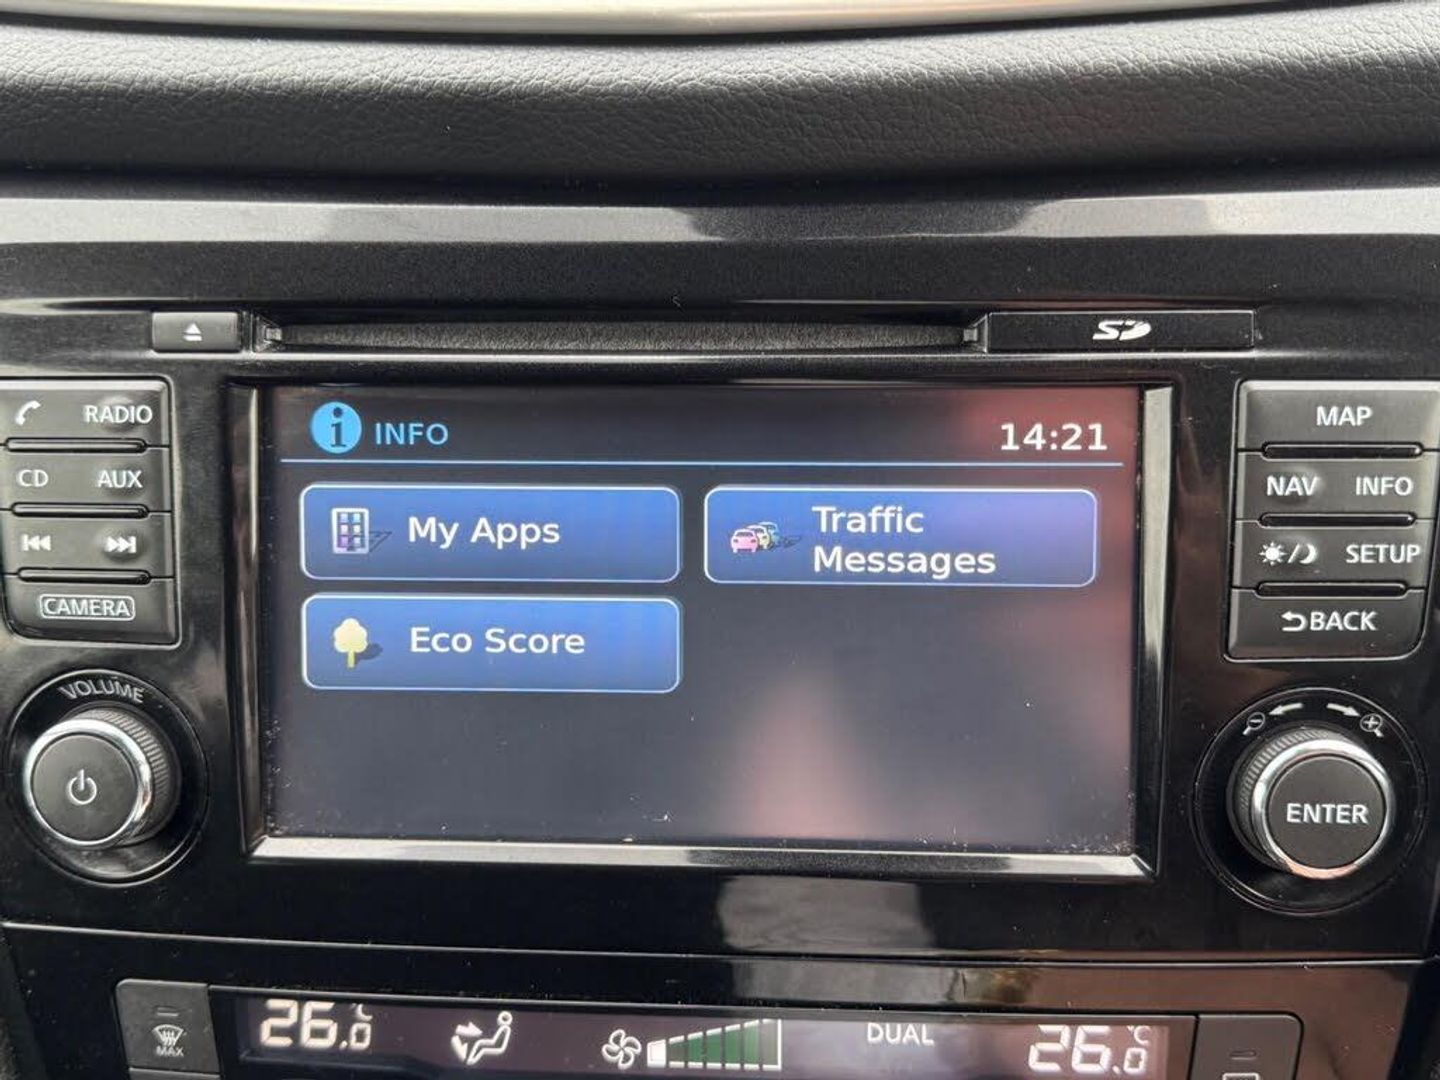 SD
RADIO
CD AUX
CAMERA
VOLUME
i INFO
14:21
My Apps
Traffic
Messages
Eco Score
MAP
NAV INFO
SETUP
BACK
ENTER
MAX
26.0 °C
DUAL
26.0 °C